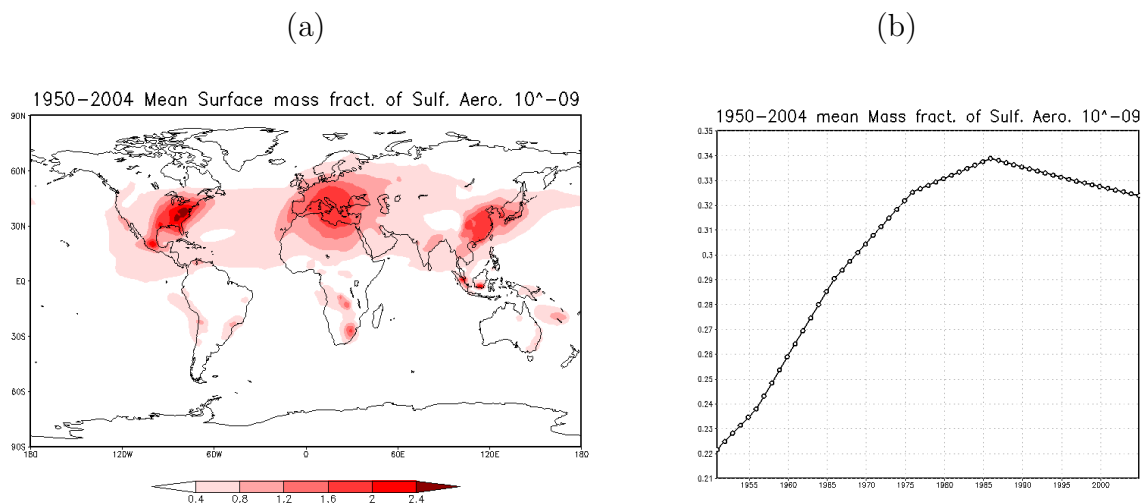 (a)
(b)
1950-2004 Mean Surface mass fract. of Sulf. Aero. 10^-09
90N
60N
30N
EQ
30S
60S
90S
180 120W 60W 0 60E 120E 180
0.4 0.8 1.2 1.6 2 2.4
1950-2004 mean Mass fract. of Sulf. Aero. 10^-09
0.35
0.34
0.33
0.32
0.31
0.3
0.29
0.28
0.27
0.26
0.25
0.24
0.23
0.22
0.21
1955 1960 1965 1970 1975 1980 1985 1990 1995 2000